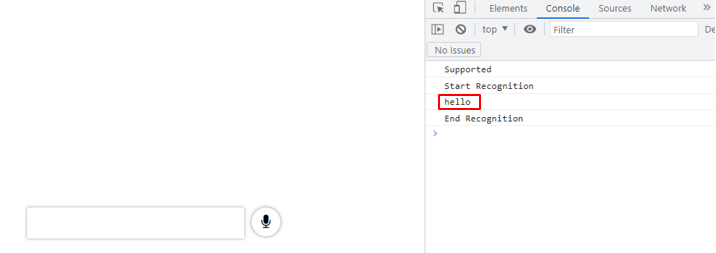 Elements Console Sources Network »
top ▼ Filter De
No Issues
Supported
Start Recognition
hello
End Recognition
>